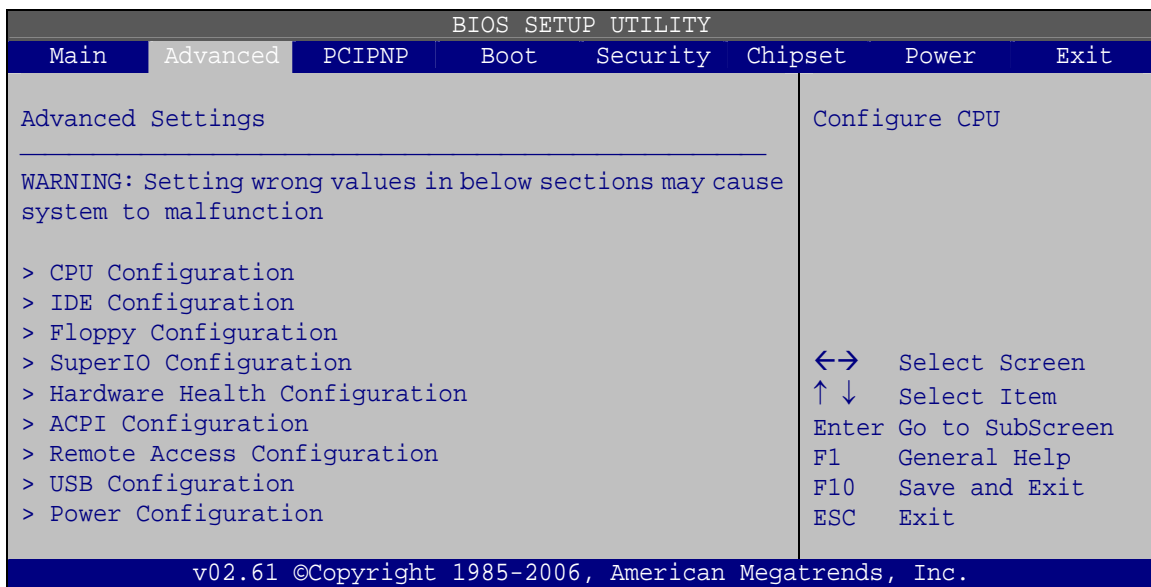 BIOS SETUP UTILITY
Main Advanced PCIPNP Boot Security Chipset Power Exit
Advanced Settings
WARNING: Setting wrong values in below sections may cause
system to malfunction
> CPU Configuration
> IDE Configuration
> Floppy Configuration
> SuperIO Configuration
> Hardware Health Configuration
> ACPI Configuration
> Remote Access Configuration
> USB Configuration
> Power Configuration
Configure CPU
←→ Select Screen
↑ ↓ Select Item
Enter Go to SubScreen
F1 General Help
F10 Save and Exit
ESC Exit
v02.61 ©Copyright 1985-2006, American Megatrends, Inc.